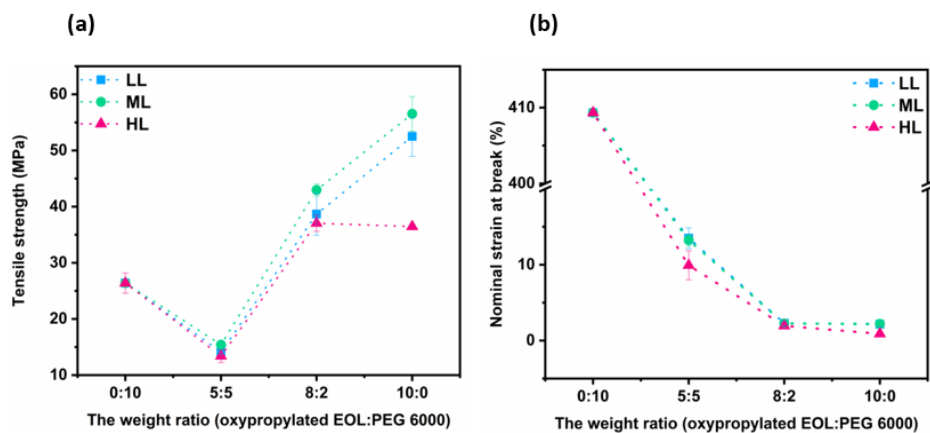 (a)
(b)
LL
ML
HL
Tensile strength (MPa)
60
50
40
30
20
10
0:10
5:5
8:2
10:0
The weight ratio (oxypropylated EOL:PEG 6000)
LL
ML
HL
Nominal strain at break (%)
410
400
10
0
0:10
5:5
8:2
10:0
The weight ratio (oxypropylated EOL:PEG 6000)